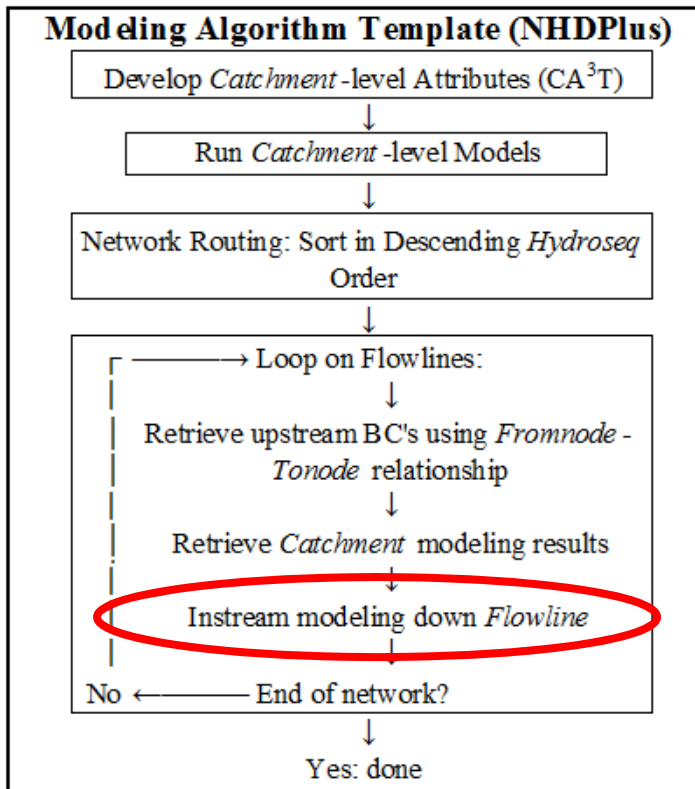 Modeling Algorithm Template (NHDPlus)
Develop Catchment-level Attributes (CA³T)
↓
Run Catchment-level Models
↓
Network Routing: Sort in Descending Hydroseq
Order
↓
→ Loop on Flowlines:
↓
Retrieve upstream BC's using Fromnode -
Tonode relationship
↓
Retrieve Catchment modeling results
↓
Instream modeling down Flowline
↓
No ← End of network?
↓
Yes: done